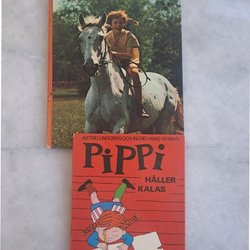 ASTRID LINDGREN OCH INGRID VANG NYMAN
PiPPi
HÅLLER
KALAS